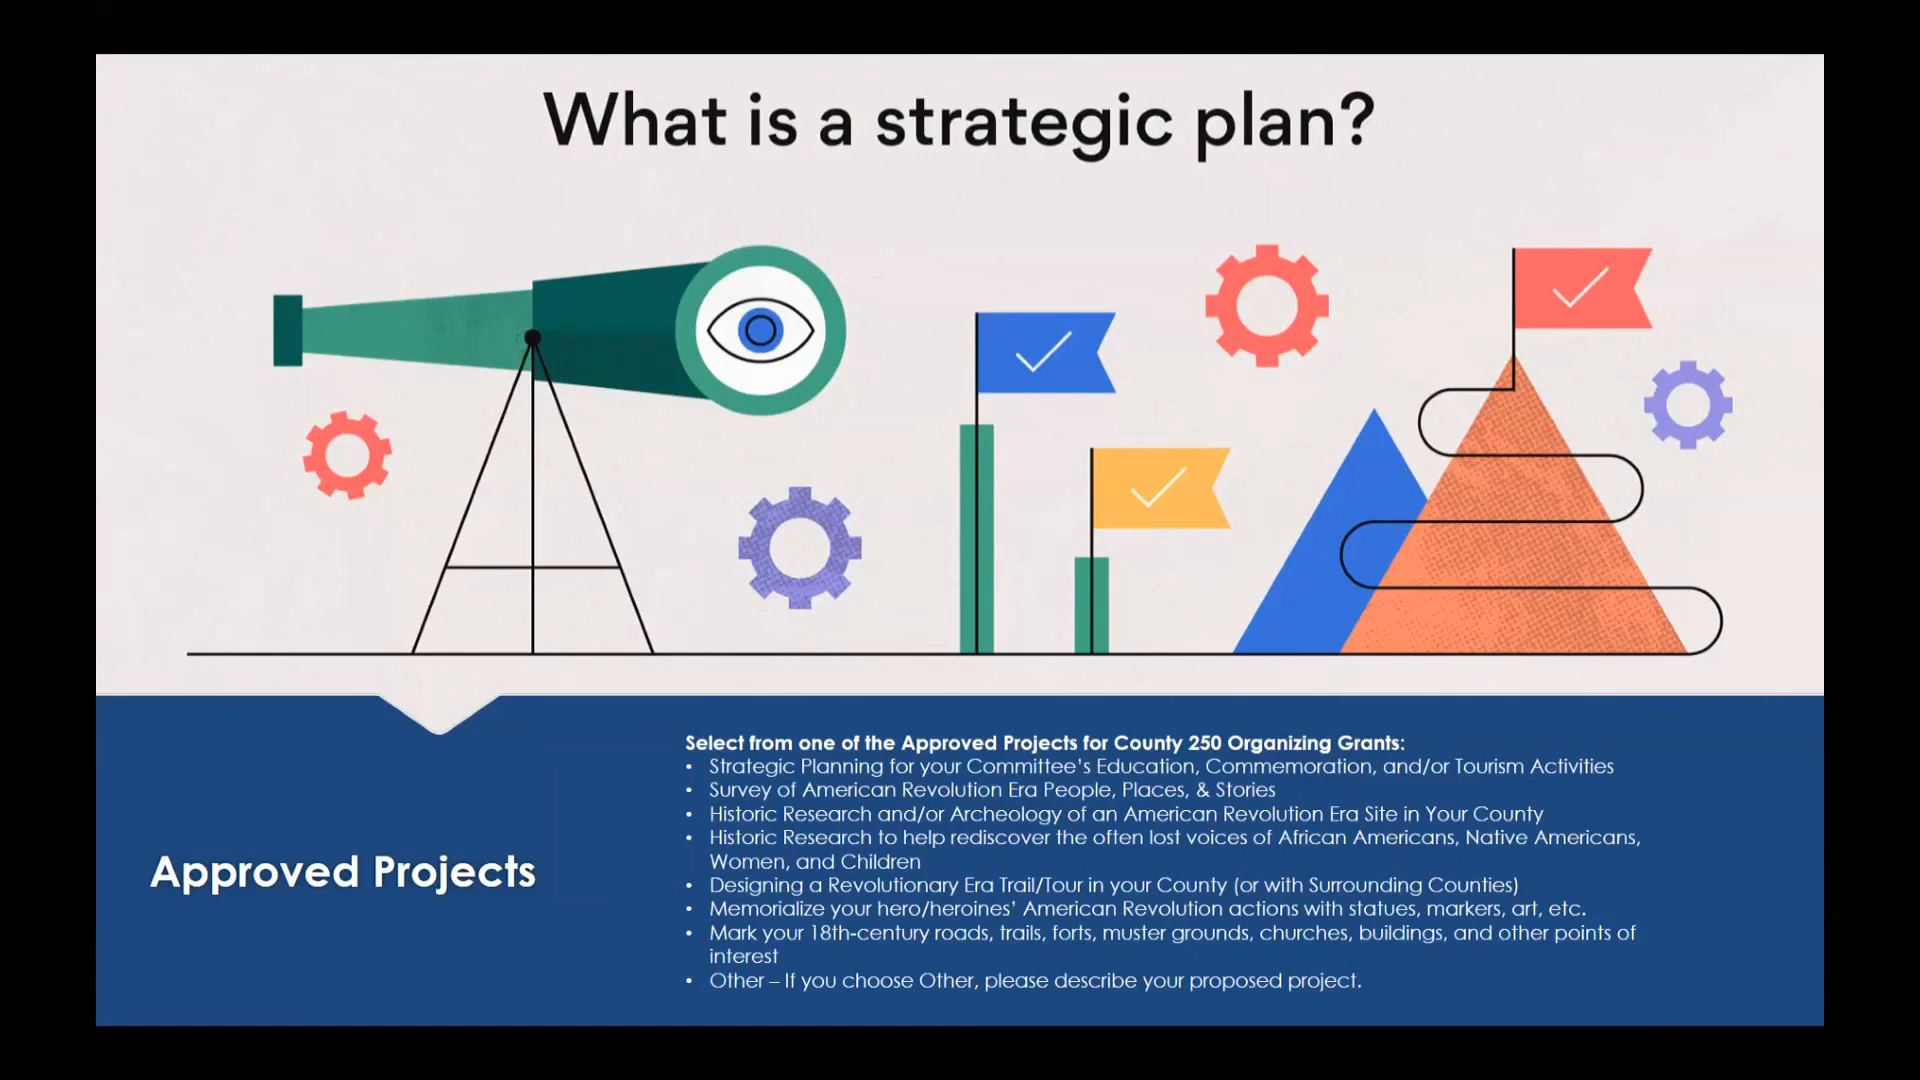 What is a strategic plan?
Approved Projects
Select from one of the Approved Projects for County 250 Organizing Grants:
• Strategic Planning for your Committee's Education, Commemoration, and/or Tourism Activities
• Survey of American Revolution Era People, Places, & Stories
• Historic Research and/or Archeology of an American Revolution Era Site in Your County
• Historic Research to help rediscover the often lost voices of African Americans, Native Americans,
Women, and Children
• Designing a Revolutionary Era Trail/Tour in your County (or with Surrounding Counties)
• Memorialize your hero/heroines' American Revolution actions with statues, markers, art, etc.
• Mark your 18th-century roads, trails, forts, muster grounds, churches, buildings, and other points of
interest
• Other – If you choose Other, please describe your proposed project.